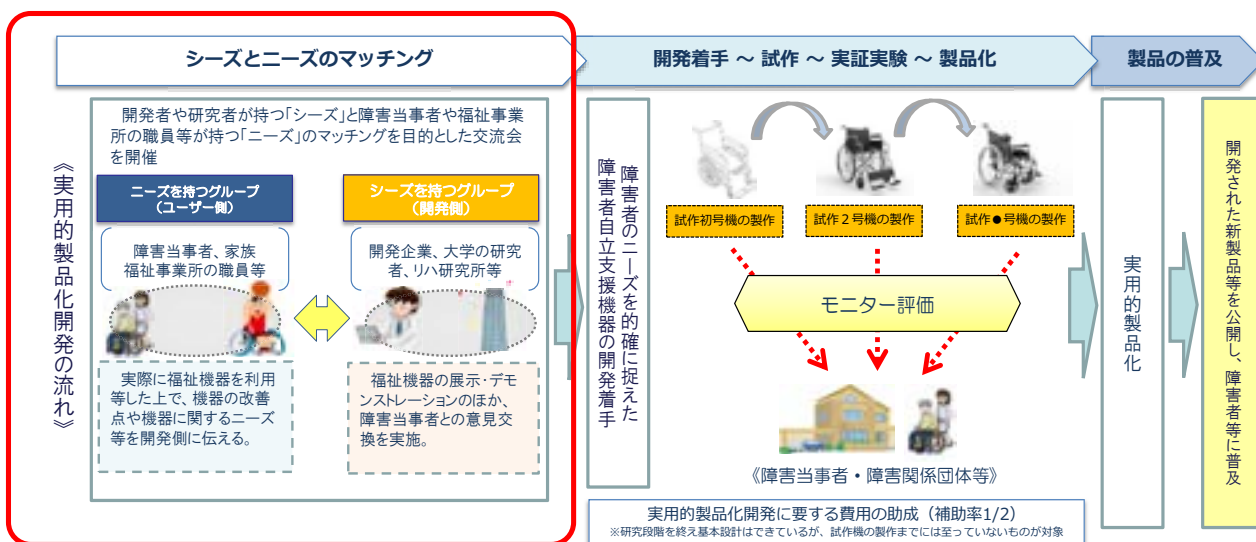 シーズとニーズのマッチング
開発着手 ～ 試作 ～ 実証実験 ～ 製品化
製品の普及
《実用的製品化開発の流れ》
開発者や研究者が持つ「シーズ」と障害当事者や福祉事業
所の職員等が持つ「ニーズ」のマッチングを目的とした交流会
を開催
ニーズを持つグループ
（ユーザー側）
シーズを持つグループ
（開発側）
障害当事者、家族
福祉事業所の職員等
開発企業、大学の研究
者、リハ研究所等
実際に福祉機器を利用
等した上で、機器の改善
点や機器に関するニーズ
等を開発側に伝える。
福祉機器の展示・デモ
ンストレーションのほか、
障害当事者との意見交
換を実施。
障害者のニーズを的確に捉えた
障害者自立支援機器の開発着手
試作初号機の製作
試作２号機の製作
試作●号機の製作
モニター評価
《障害当事者・障害関係団体等》
実用的製品化開発に要する費用の助成（補助率1/2）
※研究段階を終え基本設計はできているが、試作機の製作までには至っていないものが対象
実用的製品化
開発された新製品等を公開し、障害者等に普及